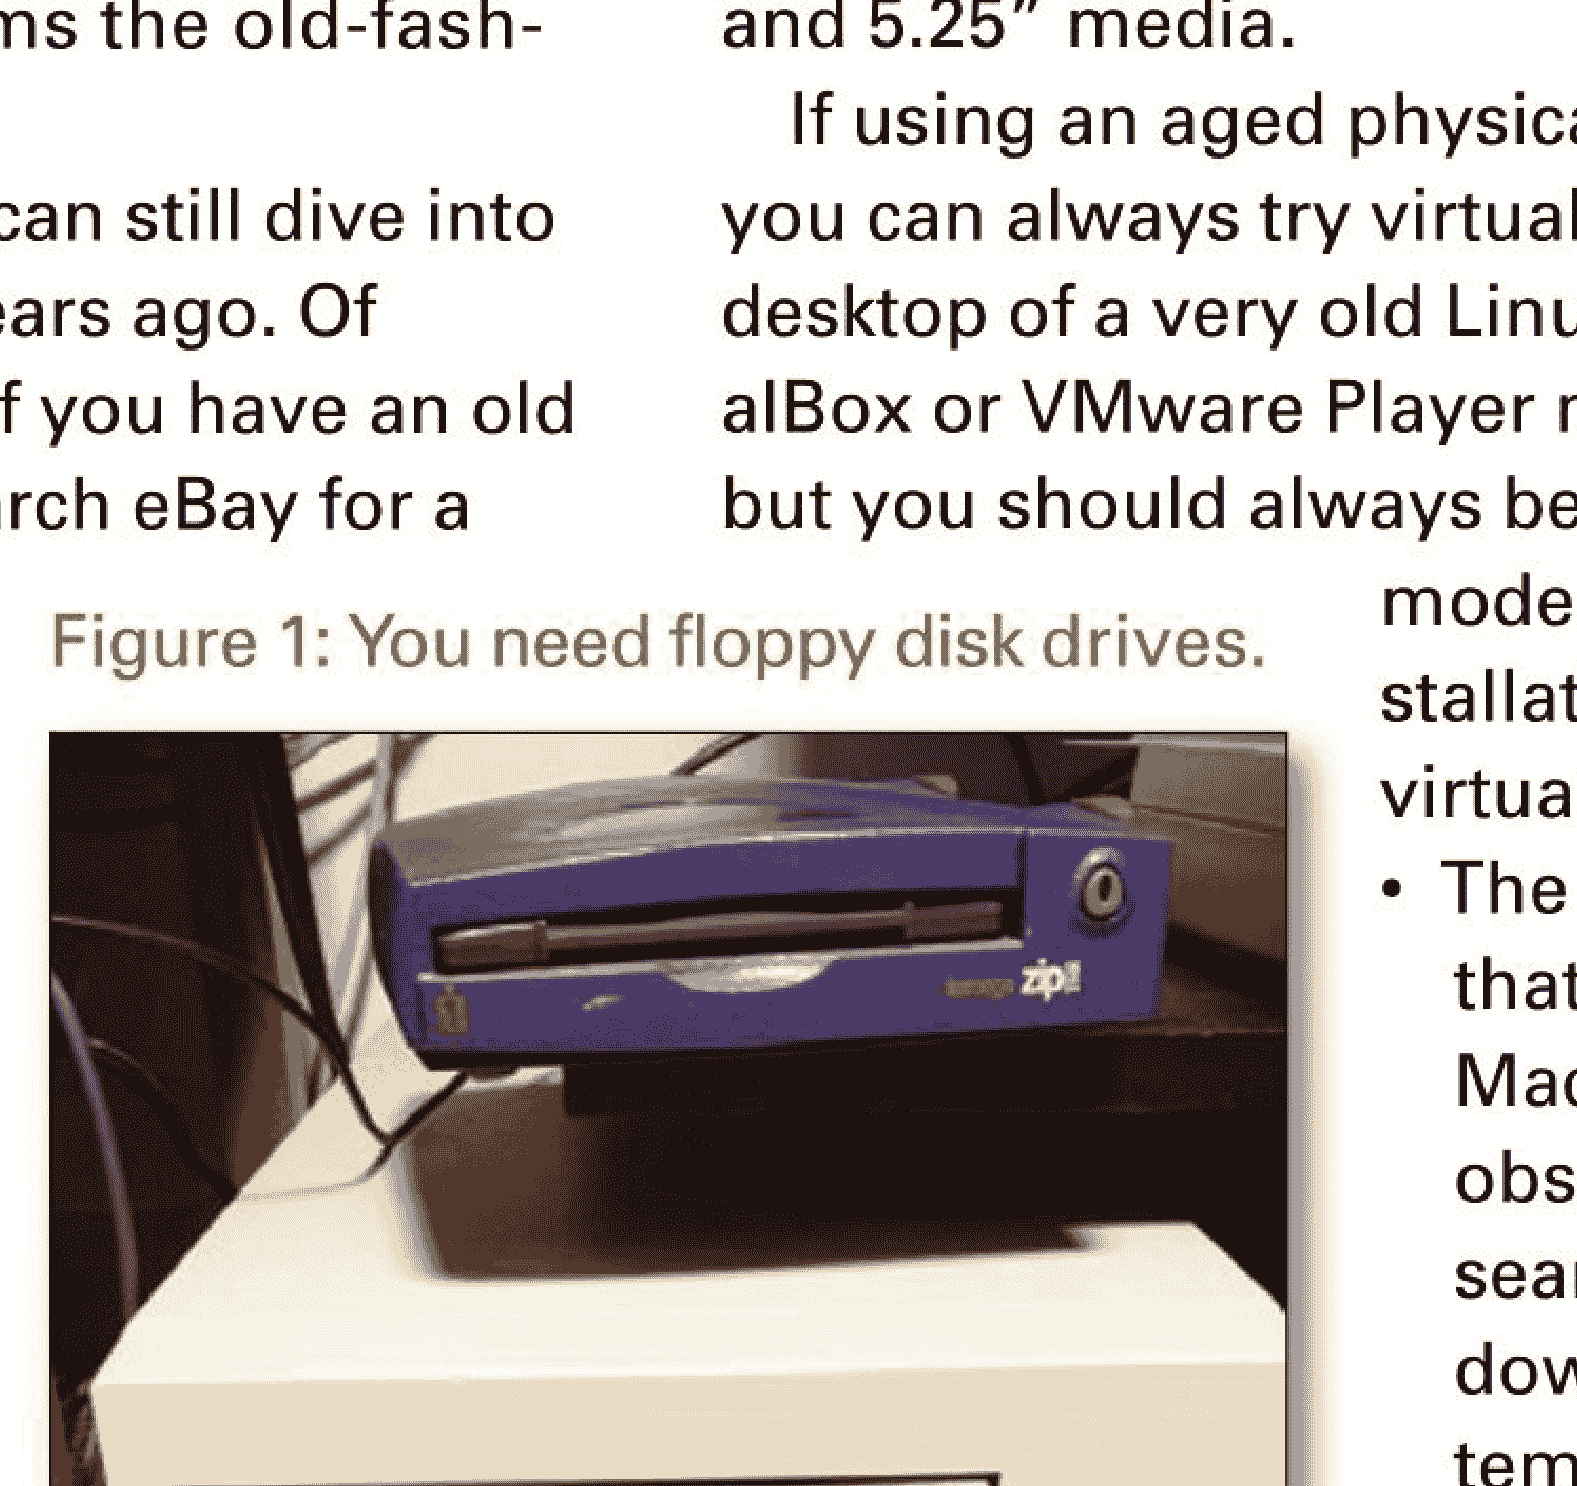 ms the old-fash-
can still dive into
ears ago. Of
f you have an old
arch eBay for a
and 5.25″ media.
If using an aged physica
you can always try virtual
desktop of a very old Linu
alBox or VMware Player
but you should always be
mode
stallat
virtua
• The
that
Mac
obs
sear
dow
tem
Figure 1: You need floppy disk drives.
zip